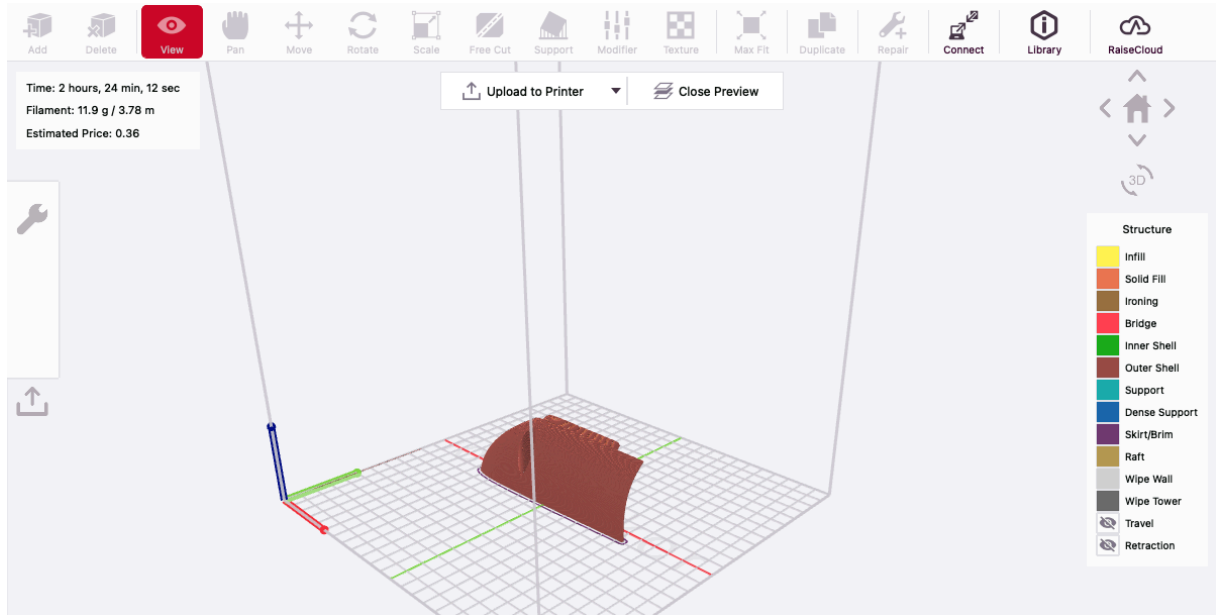 Add Delete View Pan Move Rotate Scale Free Cut Support Modifier Texture Max Fit Duplicate Repair Connect Library RaiseCloud
Time: 2 hours, 24 min, 12 sec
Filament: 11.9 g / 3.78 m
Estimated Price: 0.36
Upload to Printer
Close Preview
3D
Structure
Infill
Solid Fill
Ironing
Bridge
Inner Shell
Outer Shell
Support
Dense Support
Skirt/Brim
Raft
Wipe Wall
Wipe Tower
Travel
Retraction